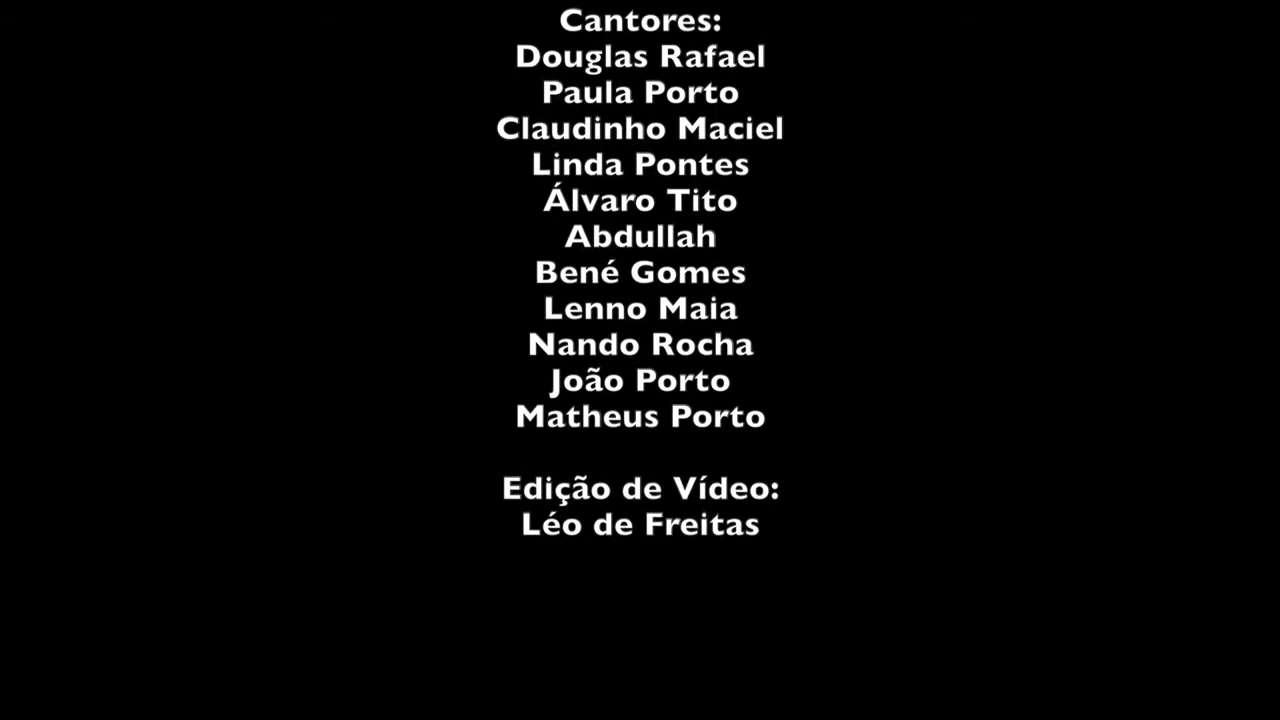 Cantores:
Douglas Rafael
Paula Porto
Claudinho Maciel
Linda Pontes
Álvaro Tito
Abdullah
Bené Gomes
Lenno Maia
Nando Rocha
João Porto
Matheus Porto
Edição de Vídeo:
Léo de Freitas